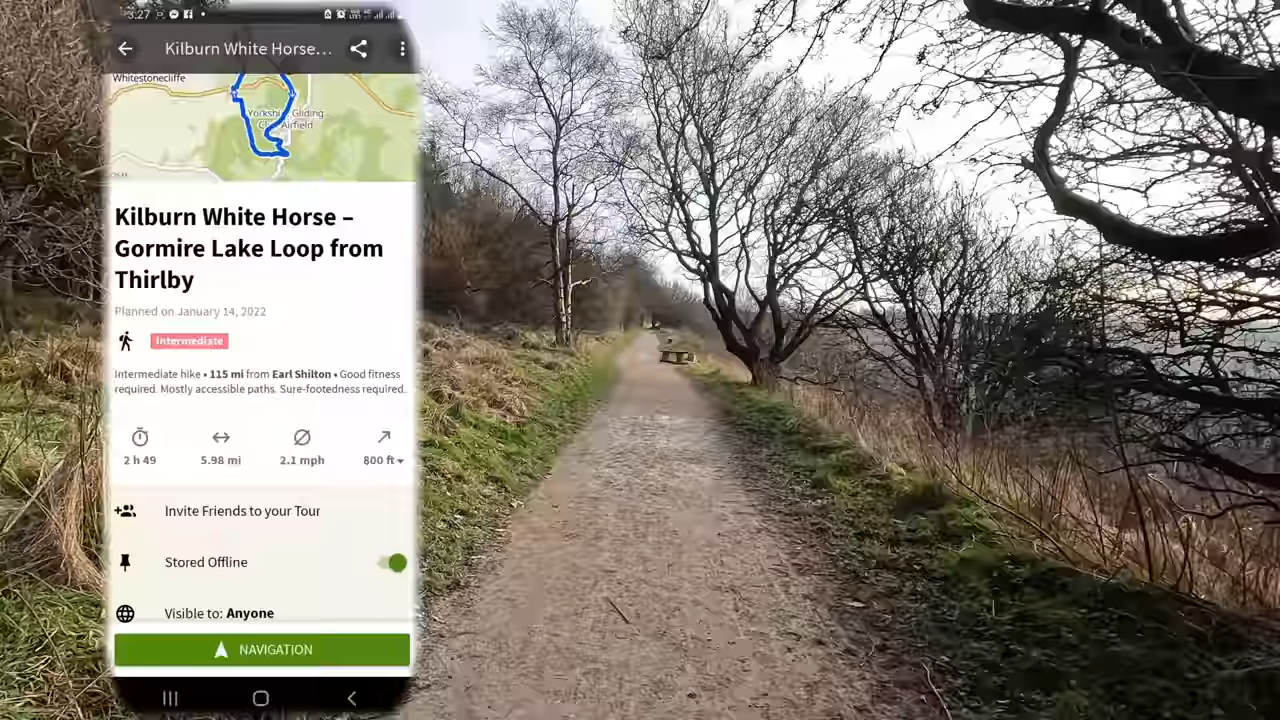 3:27
Kilburn White Horse...
Whitestonecliffe
Yorkshire Gliding
Club Airfield
Kilburn White Horse –
Gormire Lake Loop from
Thirlby
Planned on January 14, 2022
Intermediate
Intermediate hike • 115 mi from Earl Shilton • Good fitness
required. Mostly accessible paths. Sure-footedness required.
2 h 49 5.98 mi 2.1 mph 800 ft
Invite Friends to your Tour
Stored Offline
Visible to: Anyone
NAVIGATION